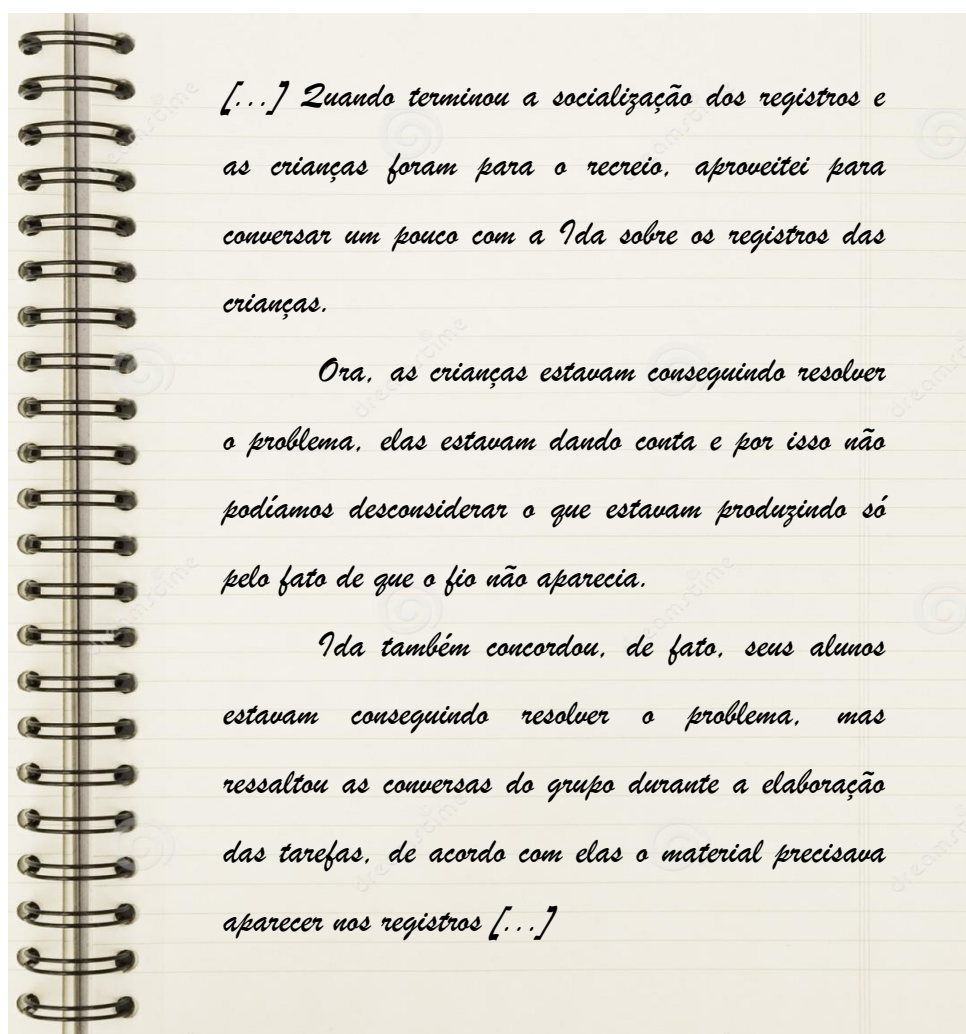 [...] Quando terminou a socialização dos registros e
as crianças foram para o recreio, aproveitei para
conversar um pouco com a Ida sobre os registros das
crianças.
Ora, as crianças estavam conseguindo resolver
o problema, elas estavam dando conta e por isso não
podíamos desconsiderar o que estavam produzindo só
pelo fato de que o fio não aparecia.
Ida também concordou, de fato, seus alunos
estavam conseguindo resolver o problema, mas
ressaltou as conversas do grupo durante a elaboração
das tarefas, de acordo com elas o material precisava
aparecer nos registros [...]